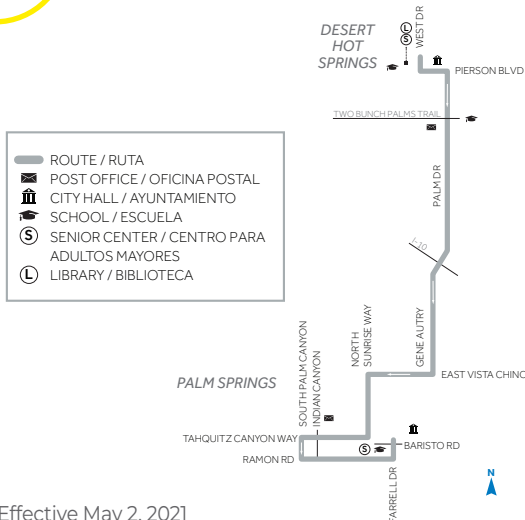 DESERT
HOT
SPRINGS
L
S
WEST DR
PIERSON BLVD
TWO BUNCH PALMS TRAIL
PALM DR
I-10
ROUTE / RUTA
POST OFFICE / OFICINA POSTAL
CITY HALL / AYUNTAMIENTO
SCHOOL / ESCUELA
S SENIOR CENTER / CENTRO PARA
ADULTOS MAYORES
L LIBRARY / BIBLIOTECA
NORTH
SUNRISE WAY
GENE AUTRY
EAST VISTA CHINO
PALM SPRINGS
SOUTH PALM CANYON
INDIAN CANYON
TAHQUITZ CANYON WAY
RAMON RD
S
BARISTO RD
FARRELL DR
N
Effective May 2, 2021